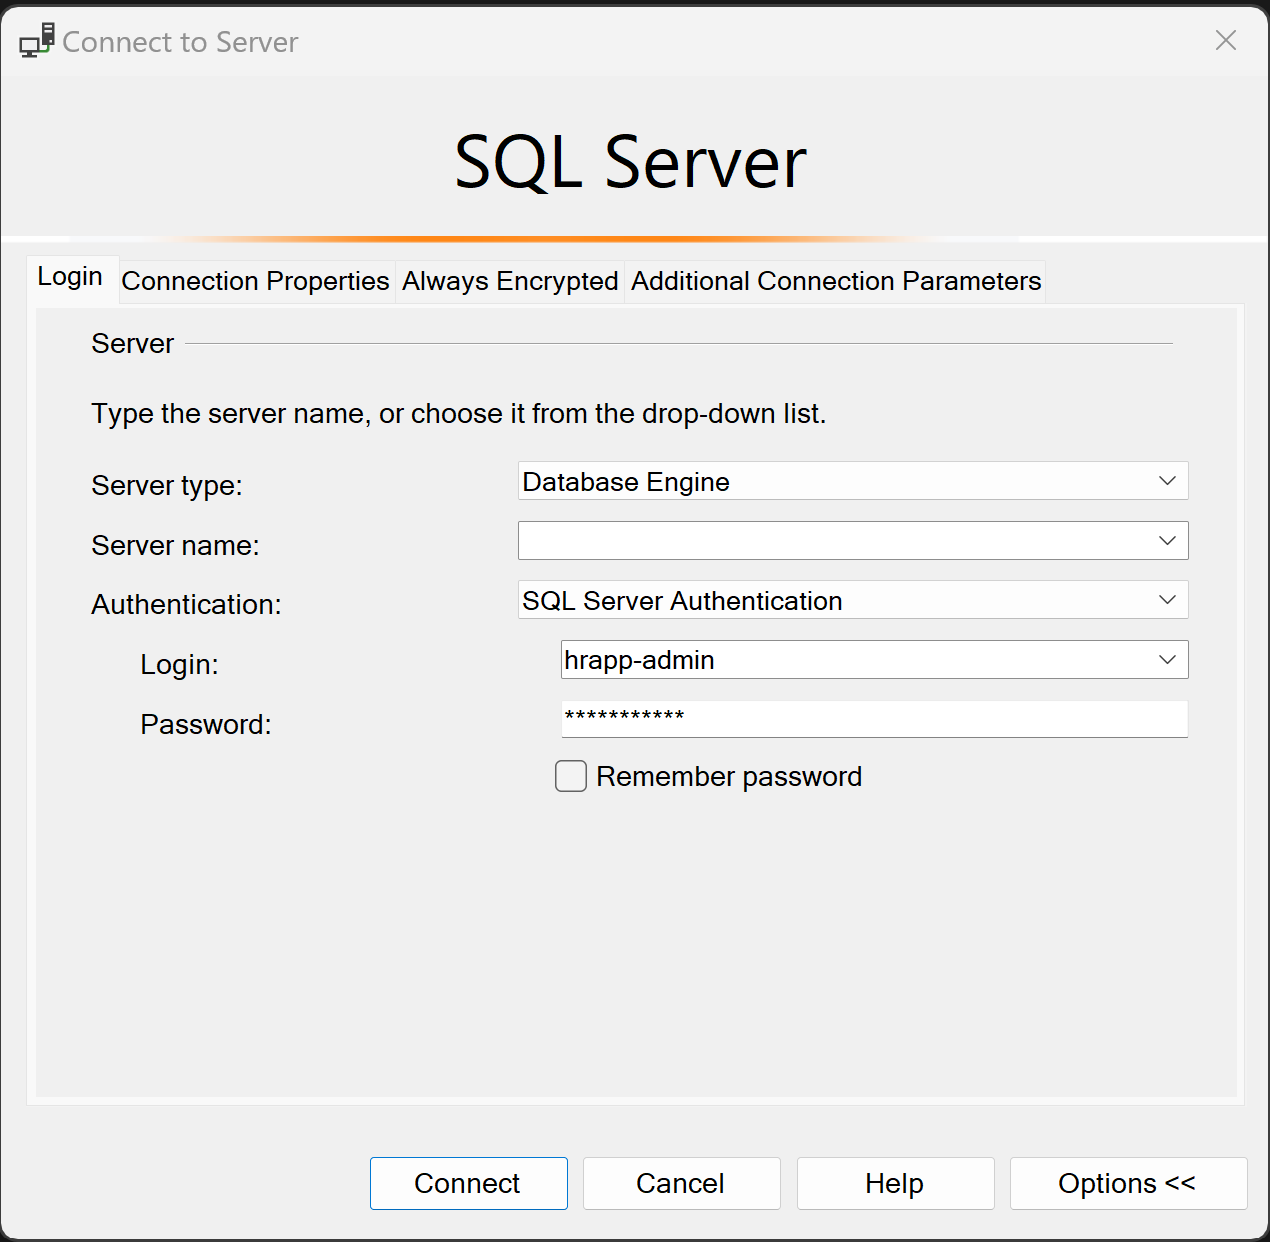 Connect to Server
SQL Server
Login Connection Properties Always Encrypted Additional Connection Parameters
Server
Type the server name, or choose it from the drop-down list.
Server type: Database Engine
Server name:
Authentication: SQL Server Authentication
Login: hrapp-admin
Password: ***********
Remember password
Connect Cancel Help Options <<